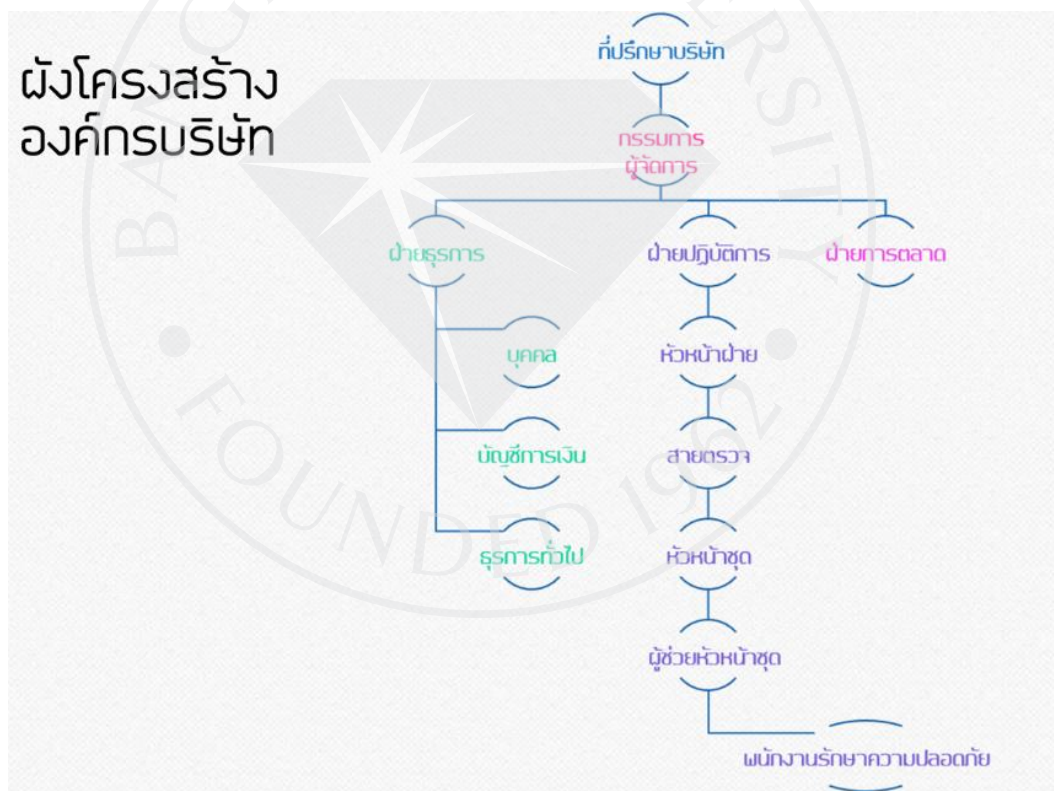 ผังโครงสร้าง
องค์กรบริษัท
ที่ปรึกษาบริษัท
กรรมการ
ผู้จัดการ
ฝ่ายธุรการ
ฝ่ายปฏิบัติการ
ฝ่ายการตลาด
บุคคล
หัวหน้าฝ่าย
บัญชีการเงิน
สายตรวจ
ธุรการทั่วไป
หัวหน้าชุด
ผู้ช่วยหัวหน้าชุด
พนักงานรักษาความปลอดภัย
FOUNDED 1962